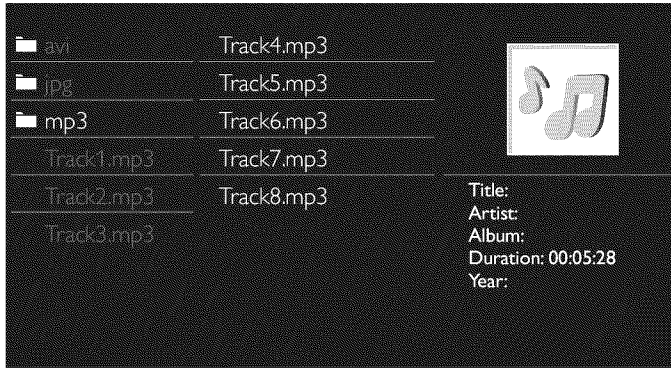 avi
jpg
mp3
Track1.mp3
Track2.mp3
Track3.mp3
Track4.mp3
Track5.mp3
Track6.mp3
Track7.mp3
Track8.mp3
Title:
Artist:
Album:
Duration: 00:05:28
Year: